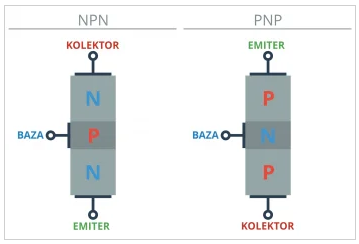 NPN
PNP
KOLEKTOR
EMITER
N
P
BAZA
P
BAZA
N
N
P
EMITER
KOLEKTOR